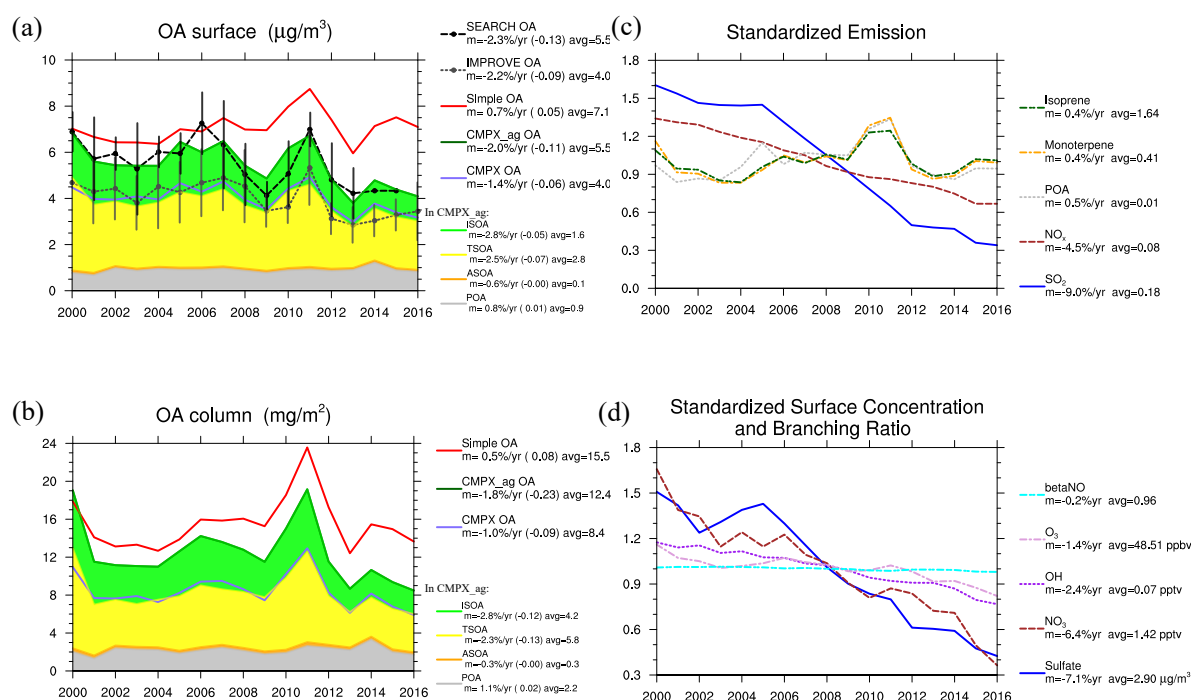 (a)
OA surface (µg/m³)
10
8
6
4
2
0
2000 2002 2004 2006 2008 2010 2012 2014 2016
SEARCH OA
m=-2.3%/yr (-0.13) avg=5.5
IMPROVE OA
m=-2.2%/yr (-0.09) avg=4.0
SImple OA
m= 0.7%/yr ( 0.05) avg=7.1
CMPX_ag OA
m=-2.0%/yr (-0.11) avg=5.5
CMPX OA
m=-1.4%/yr (-0.06) avg=4.0
In CMPX_ag:
ISOA
m=-2.8%/yr (-0.05) avg=1.6
TSOA
m=-2.5%/yr (-0.07) avg=2.8
ASOA
m=-0.6%/yr (-0.00) avg=0.1
POA
m= 0.8%/yr ( 0.01) avg=0.9
(c)
Standardized Emission
1.8
1.5
1.2
0.9
0.6
0.3
0.0
2000 2002 2004 2006 2008 2010 2012 2014 2016
Isoprene
m= 0.4%/yr avg=1.64
Monoterpene
m= 0.4%/yr avg=0.41
POA
m= 0.5%/yr avg=0.01
NOₓ
m=-4.5%/yr avg=0.08
SO₂
m=-9.0%/yr avg=0.18
(b)
OA column (mg/m²)
24
20
16
12
8
4
0
2000 2002 2004 2006 2008 2010 2012 2014 2016
Simple OA
m= 0.5%/yr ( 0.08) avg=15.5
CMPX_ag OA
m=-1.8%/yr (-0.23) avg=12.4
CMPX OA
m=-1.0%/yr (-0.09) avg=8.4
In CMPX_ag:
ISOA
m=-2.8%/yr (-0.12) avg=4.2
TSOA
m=-2.3%/yr (-0.13) avg=5.8
ASOA
m=-0.3%/yr (-0.00) avg=0.3
POA
m= 1.1%/yr ( 0.02) avg=2.2
(d)
Standardized Surface Concentration
and Branching Ratio
1.8
1.5
1.2
0.9
0.6
0.3
2000 2002 2004 2006 2008 2010 2012 2014 2016
betaNO
m=-0.2%yr avg=0.96
O₃
m=-1.4%yr avg=48.51 ppbv
OH
m=-2.4%yr avg=0.07 pptv
NO₃
m=-6.4%yr avg=1.42 pptv
Sulfate
m=-7.1%yr avg=2.90 µg/m³